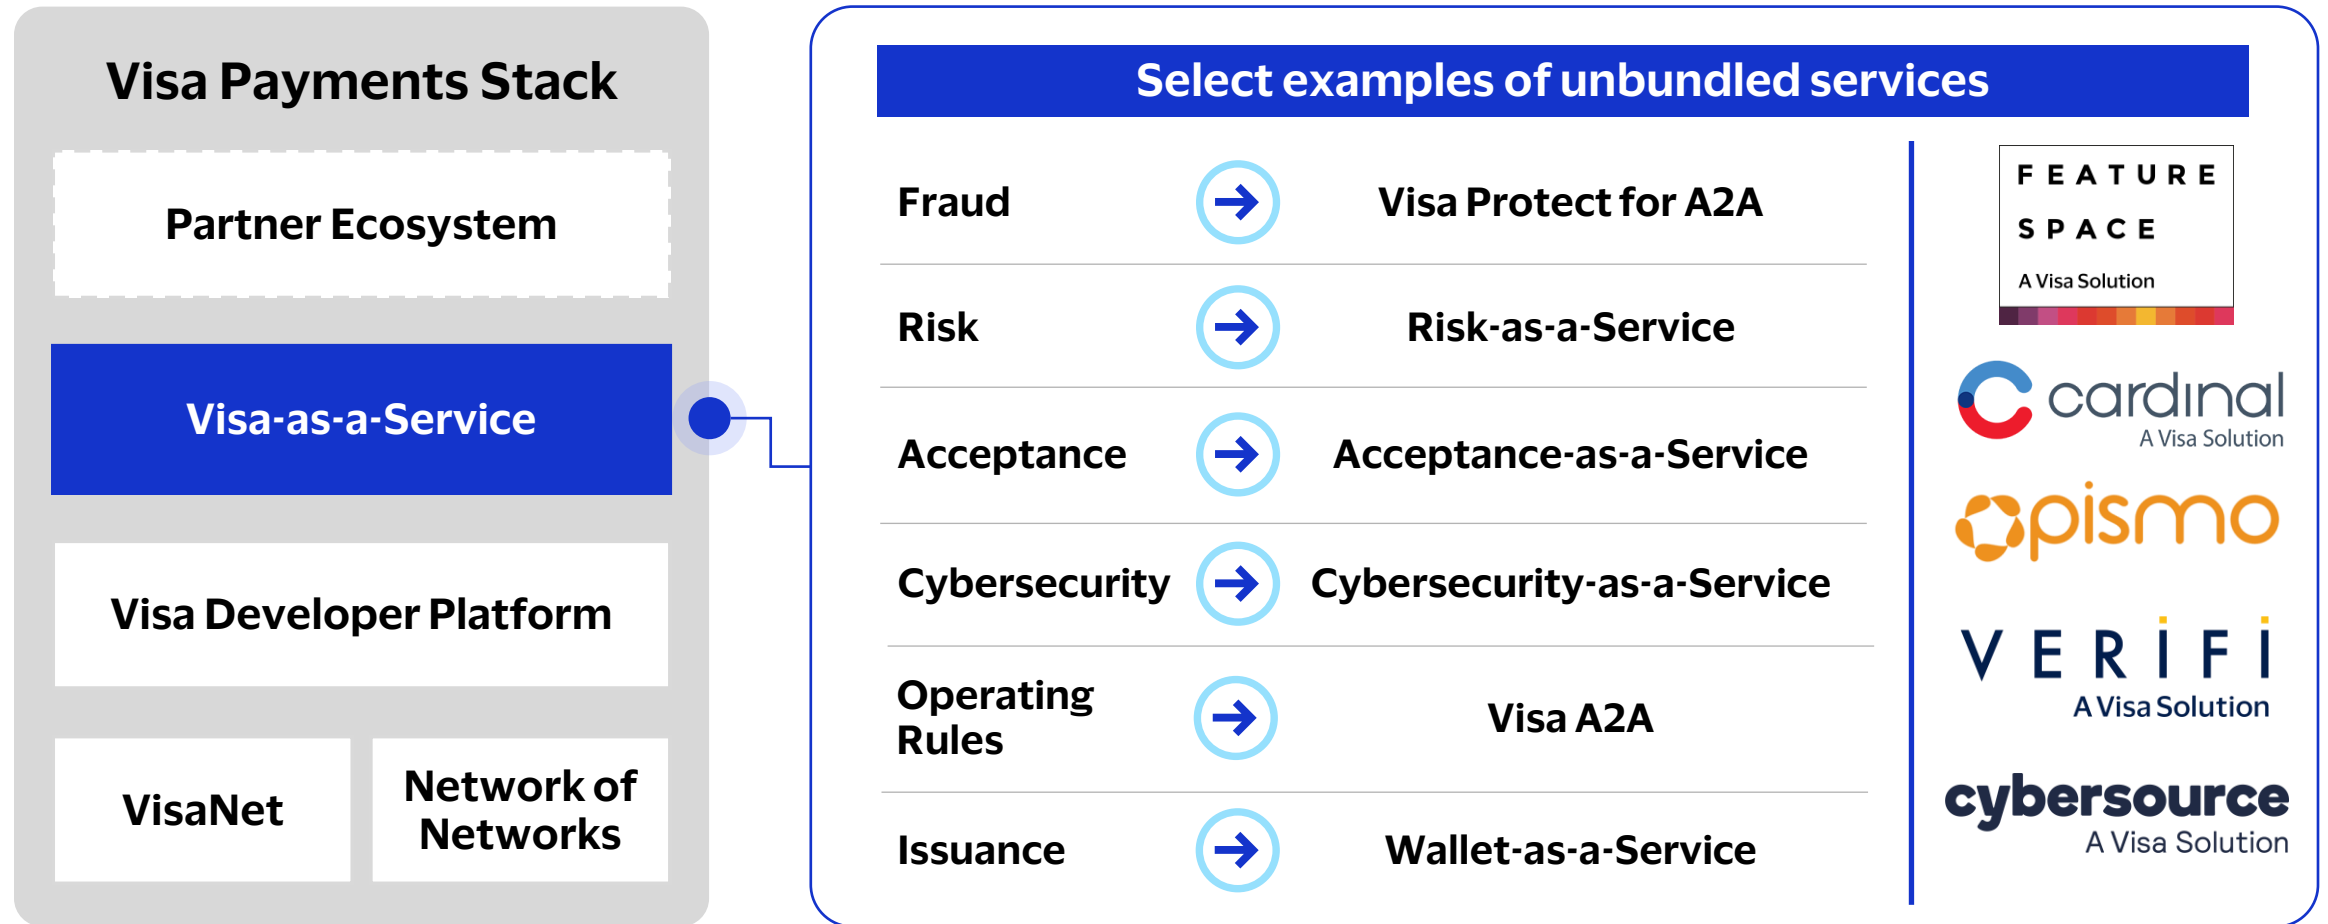 Visa Payments Stack
Partner Ecosystem
Visa-as-a-Service
Visa Developer Platform
VisaNet
Network of
Networks
Select examples of unbundled services
Fraud
Visa Protect for A2A
Risk
Risk-as-a-Service
Acceptance
Acceptance-as-a-Service
Cybersecurity
Cybersecurity-as-a-Service
Operating
Rules
Visa A2A
Issuance
Wallet-as-a-Service
FEATURE
SPACE
A Visa Solution
cardinal
A Visa Solution
pismo
VERIFI
A Visa Solution
cybersource
A Visa Solution